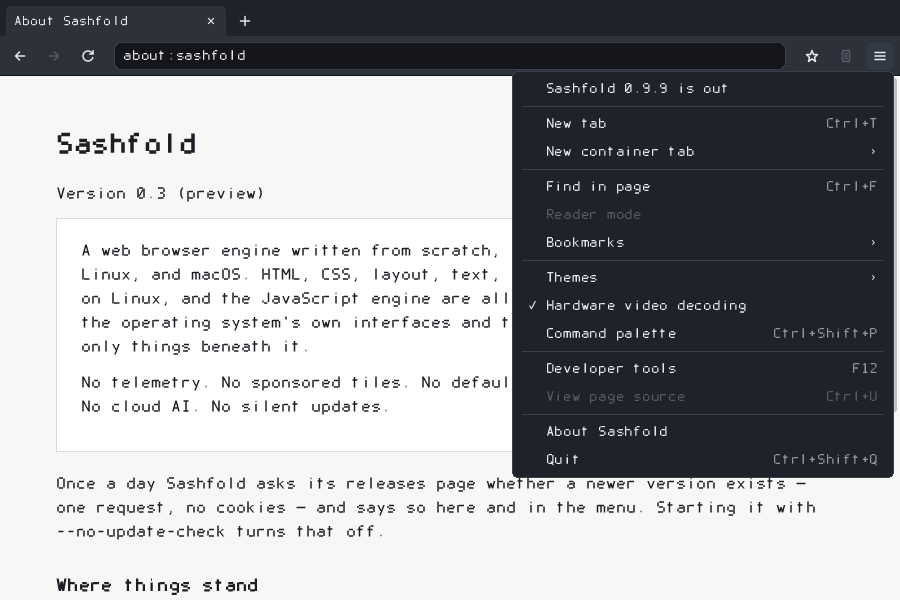 About Sashfold
about:sashfold
Sashfold 0.9.9 is out
New tab Ctrl+T
New container tab
Find in page Ctrl+F
Reader mode
Bookmarks
Themes
✓ Hardware video decoding
Command palette Ctrl+Shift+P
Developer tools F12
View page source Ctrl+U
About Sashfold
Quit Ctrl+Shift+Q
Sashfold
Version 0.3 (preview)
A web browser engine written from scratch,
Linux, and macOS. HTML, CSS, layout, text,
on Linux, and the JavaScript engine are all
the operating system's own interfaces and
only things beneath it.
No telemetry. No sponsored tiles. No
No cloud AI. No silent updates.
Once a day Sashfold asks its releases page whether a newer version exists —
one request, no cookies — and says so here and in the menu. Starting it with
--no-update-check turns that off.
Where things stand